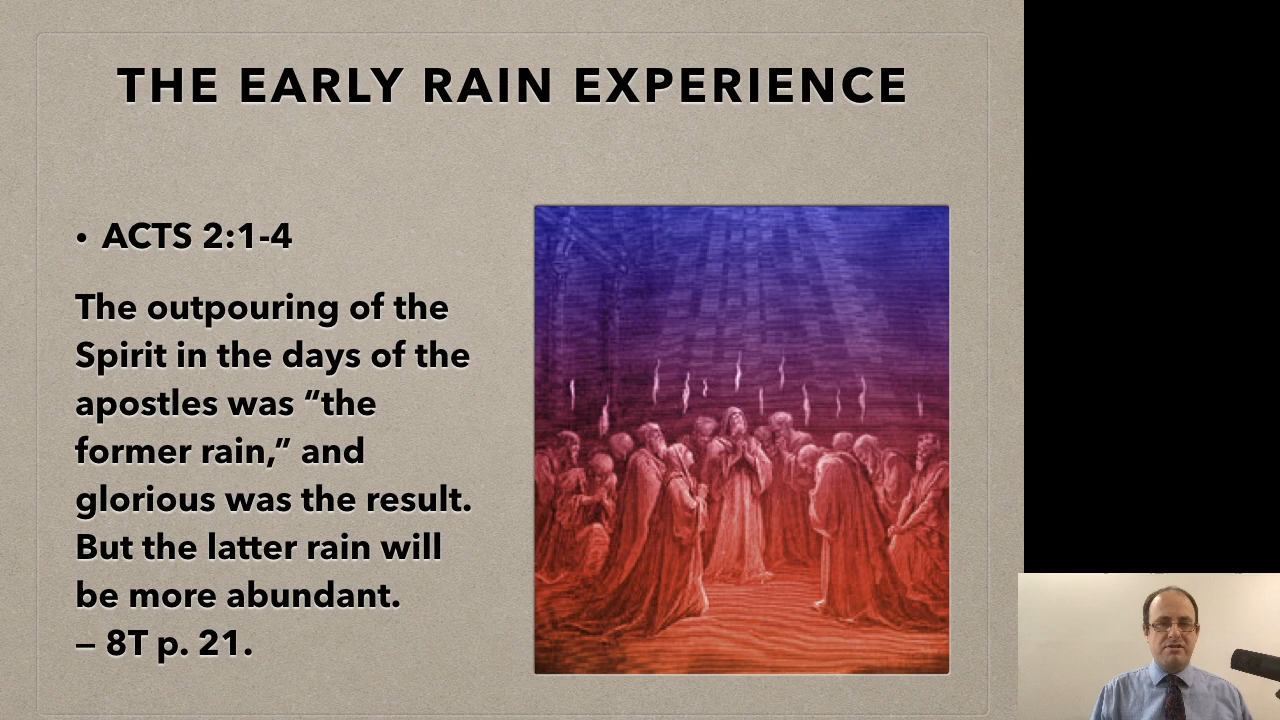 THE EARLY RAIN EXPERIENCE
• ACTS 2:1-4
The outpouring of the
Spirit in the days of the
apostles was “the
former rain,” and
glorious was the result.
But the latter rain will
be more abundant.
— 8T p. 21.